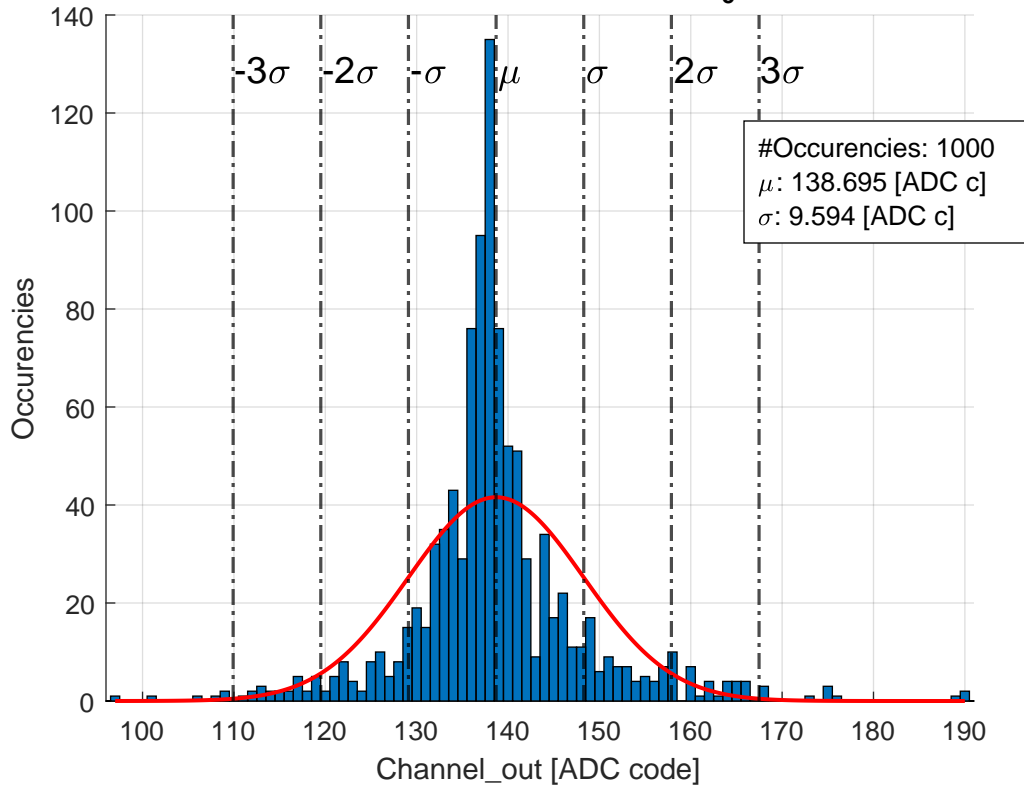 140
120
100
80
60
40
20
0
Occurencies
-3σ -2σ -σ μ σ 2σ 3σ
#Occurencies: 1000
μ: 138.695 [ADC c]
σ: 9.594 [ADC c]
100 110 120 130 140 150 160 170 180 190
Channel_out [ADC code]